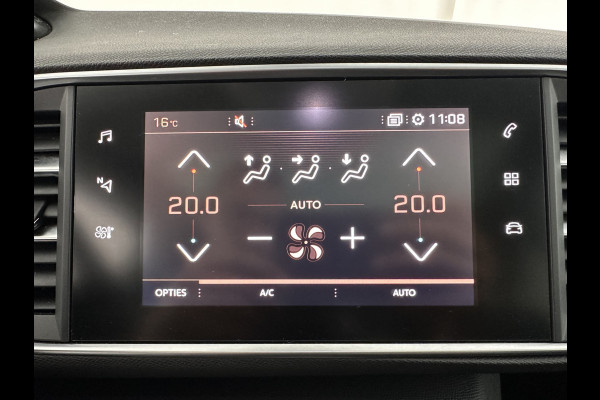 16°C 11:08
N
20.0 AUTO 20.0
OPTIES A/C AUTO